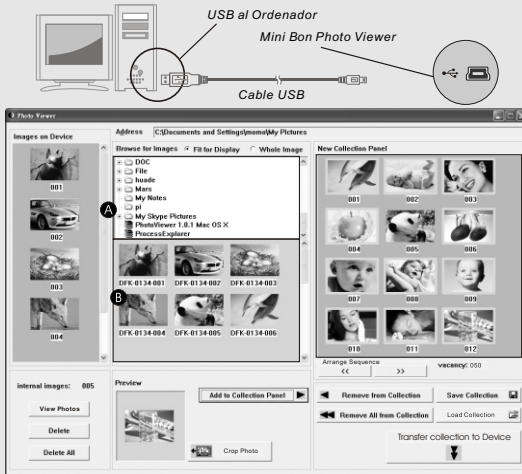 USB al Ordenador
Mini Bon Photo Viewer
Cable USB
Photo Viewer
Images on Device
001
002
003
004
internal images: 005
View Photos
Delete
Delete All
Address C:\Documents and Settings\momo\My Pictures
Browse for Images Fit for Display Whole Image
A
DOC
File
huade
Mars
My Notes
pi
My Skype Pictures
PhotoViewer 1.0.1 Mac OS X
ProcessExplorer
B
DFK-0134-001 DFK-0134-002 DFK-0134-003
DFK-0134-004 DFK-0134-005 DFK-0134-006
Preview
Add to Collection Panel
Crop Photo
New Collection Panel
001 002 003
004 005 006
007 008 009
010 011 012
Arrange Sequence
<< >>
vacancy: 050
Remove from Collection Save Collection
Remove All from Collection Load Collection
Transfer collection to Device